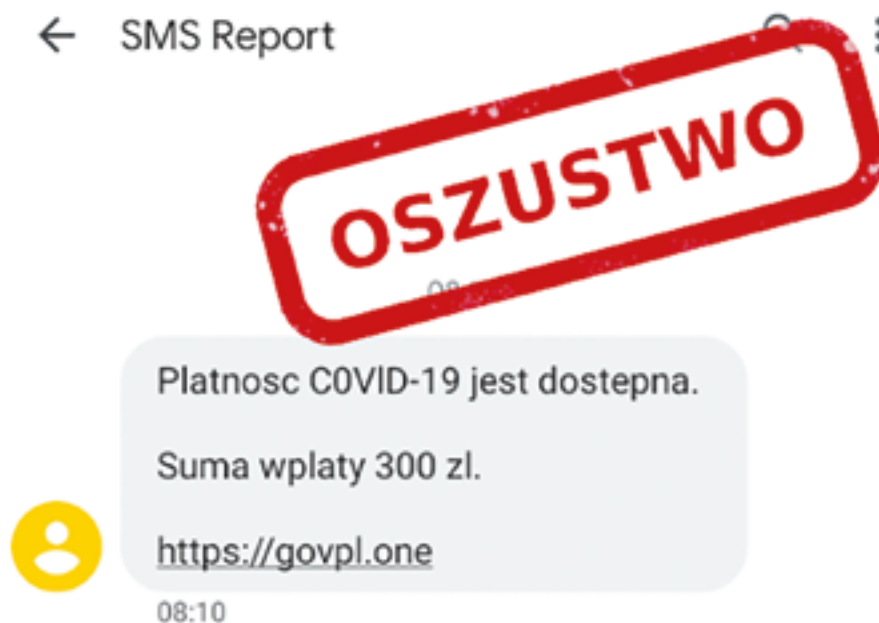 SMS Report
OSZUSTWO
Platnosc C0VID-19 jest dostepna.
Suma wplaty 300 zl.
https://govpl.one
08:10